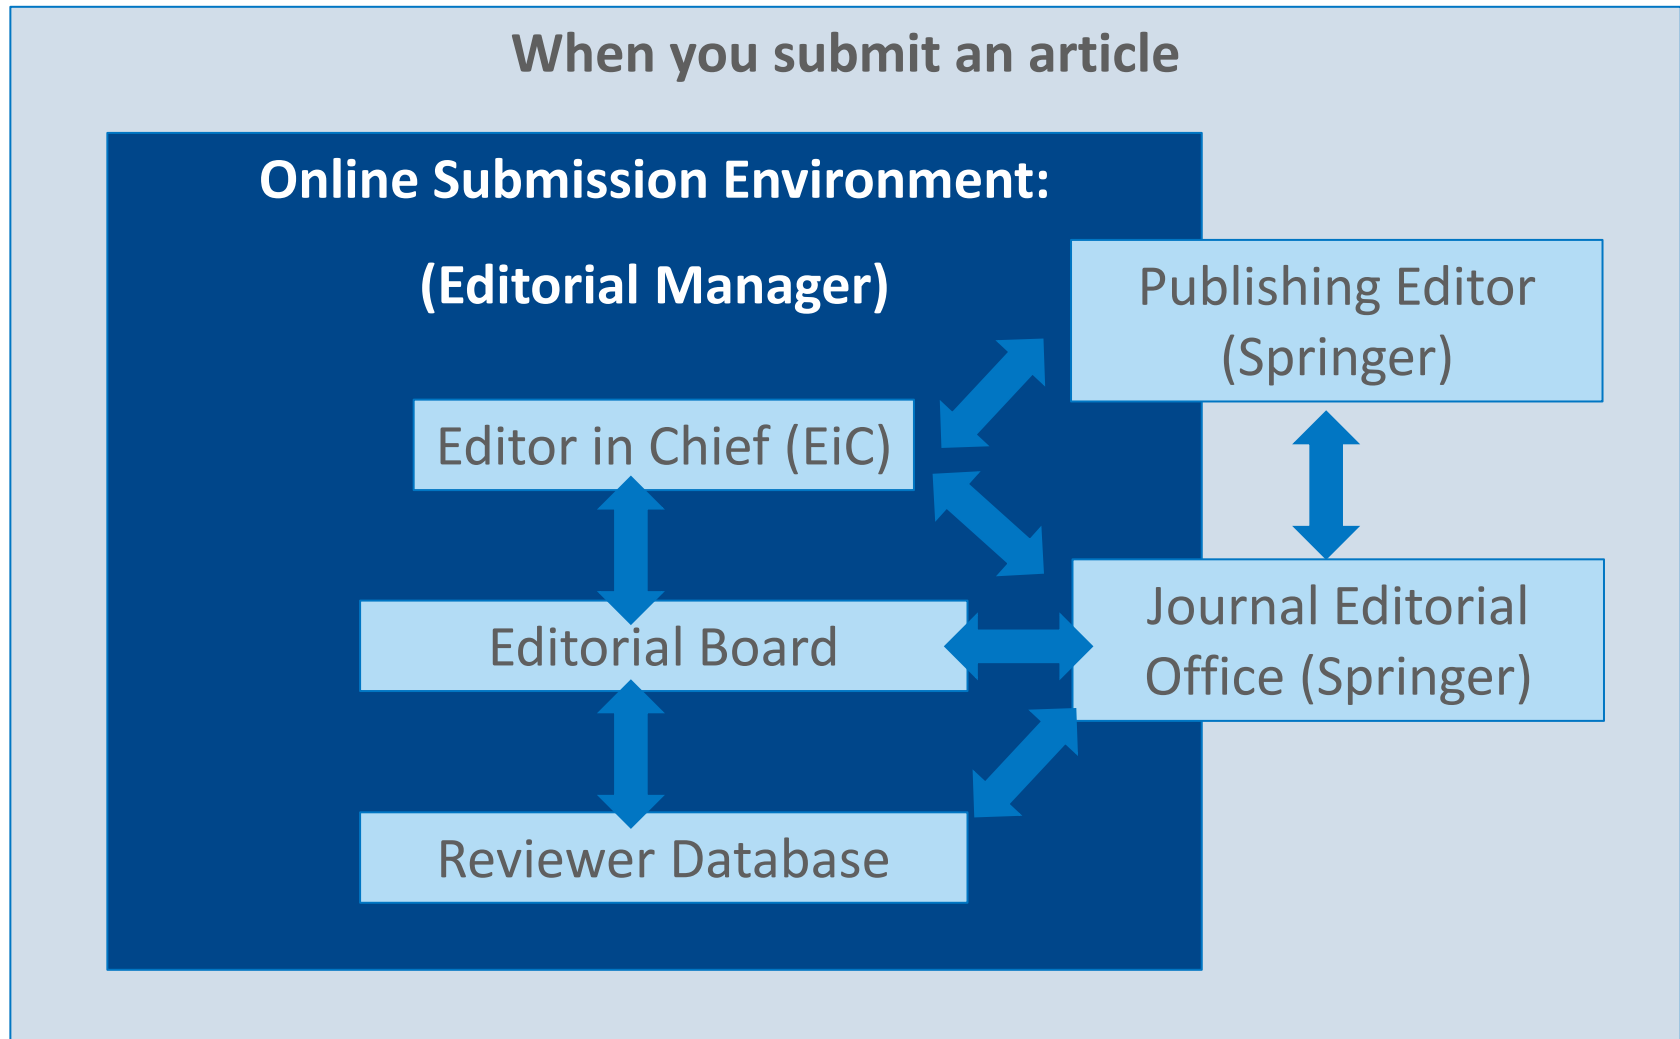 When you submit an article
Online Submission Environment:
(Editorial Manager)
Publishing Editor
(Springer)
Editor in Chief (EiC)
Journal Editorial
Office (Springer)
Editorial Board
Reviewer Database